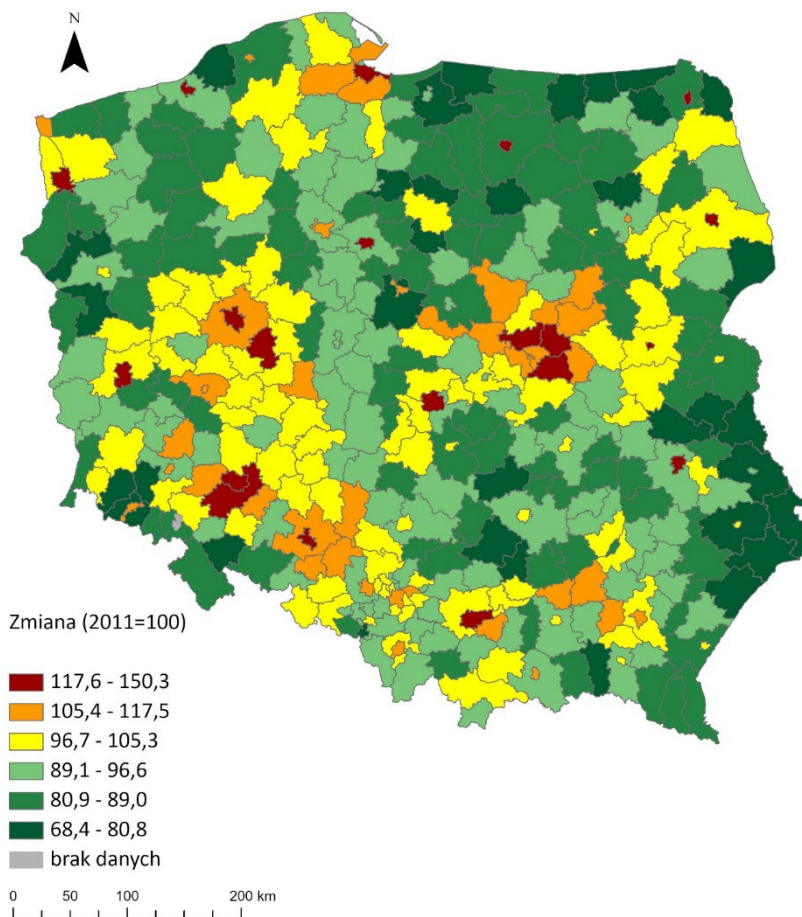 N
Zmiana (2011=100)
117,6 - 150,3
105,4 - 117,5
96,7 - 105,3
89,1 - 96,6
80,9 - 89,0
68,4 - 80,8
brak danych
0 50 100 200 km